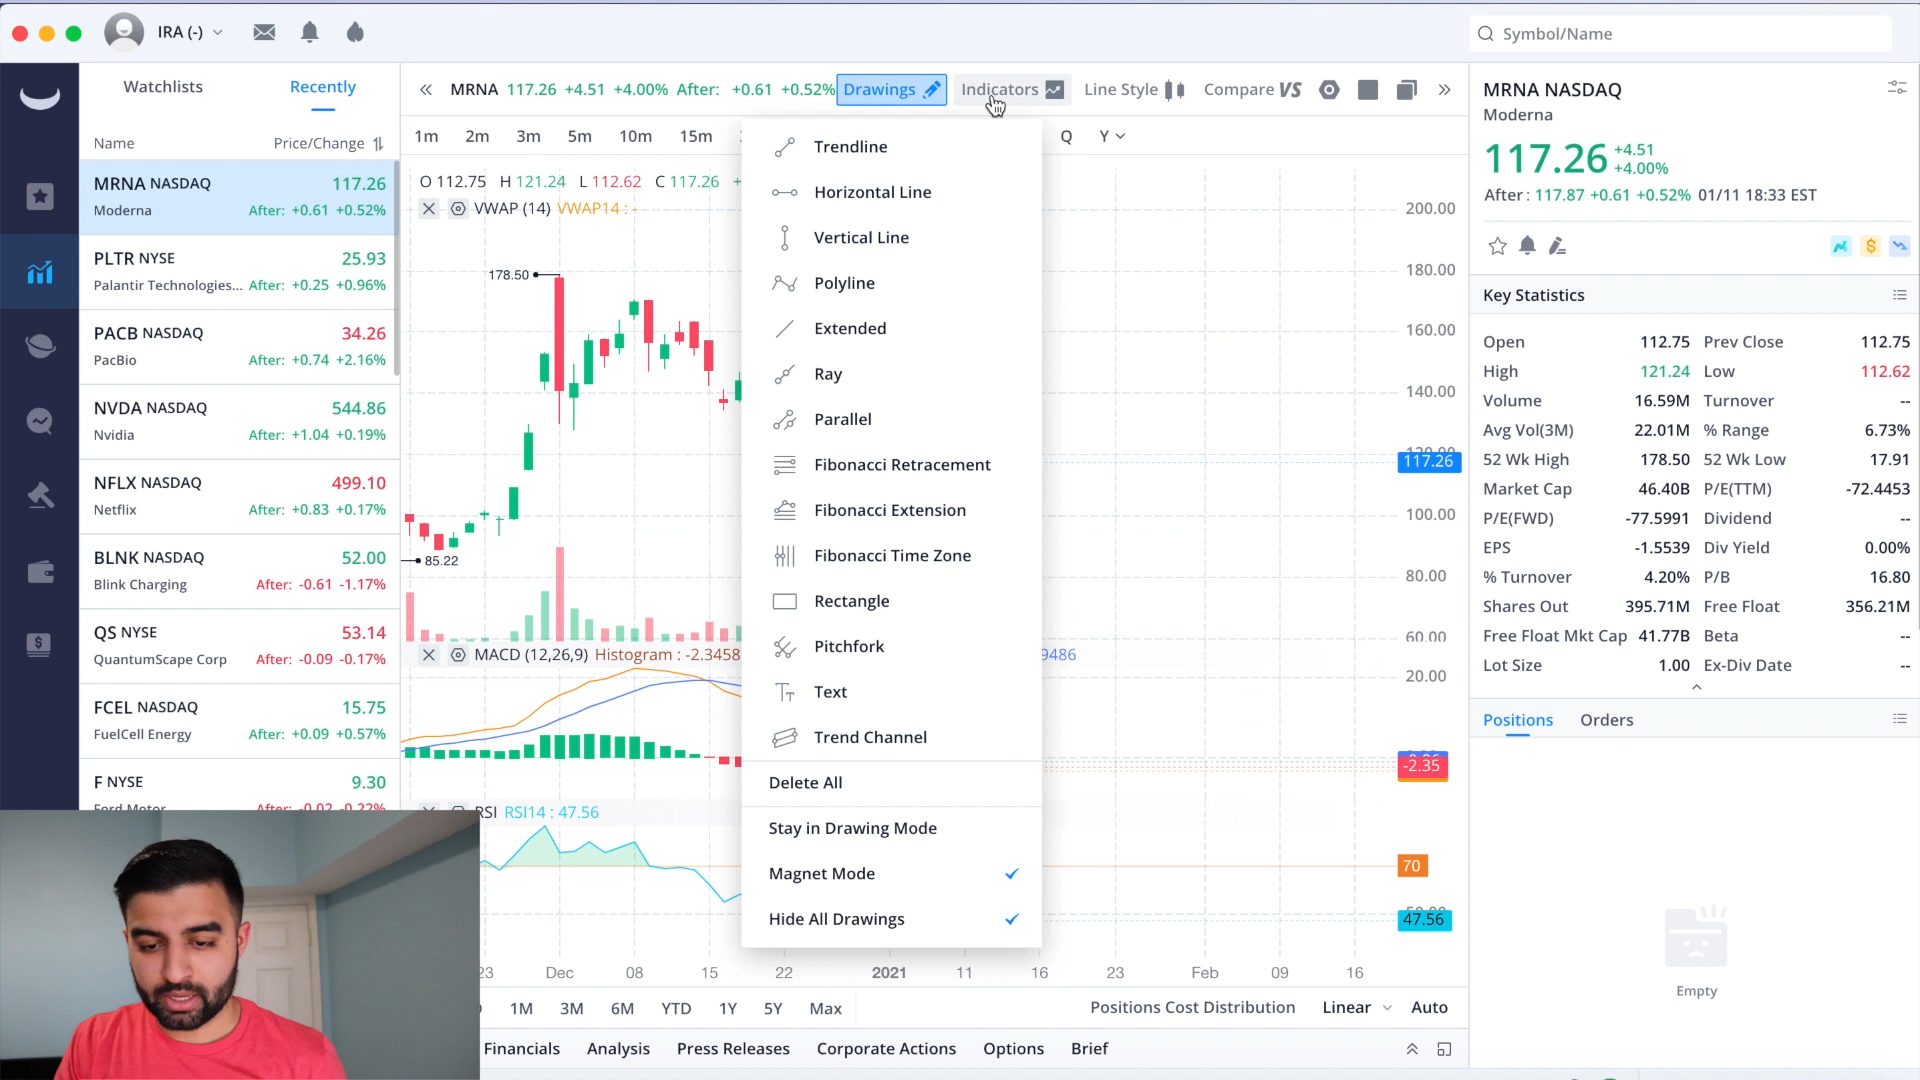 IRA (-)
Symbol/Name
Watchlists
Recently
Name
Price/Change
MRNA NASDAQ 117.26
Moderna After: +0.61 +0.52%
PLTR NYSE 25.93
Palantir Technologies... After: +0.25 +0.96%
PACB NASDAQ 34.26
PacBio After: +0.74 +2.16%
NVDA NASDAQ 544.86
Nvidia After: +1.04 +0.19%
NFLX NASDAQ 499.10
Netflix After: +0.83 +0.17%
BLNK NASDAQ 52.00
Blink Charging After: -0.61 -1.17%
QS NYSE 53.14
QuantumScape Corp After: -0.09 -0.17%
FCEL NASDAQ 15.75
FuelCell Energy After: +0.09 +0.57%
F NYSE 9.30
Ford Motor After: -0.02 -0.22%
MRNA 117.26 +4.51 +4.00% After: +0.61 +0.52%
Drawings
Indicators
Line Style
Compare VS
1m 2m 3m 5m 10m 15m
Q Y
O 112.75 H 121.24 L 112.62 C 117.26 +
VWAP (14) VWAP14 : -
178.50
85.22
Trendline
Horizontal Line
Vertical Line
Polyline
Extended
Ray
Parallel
Fibonacci Retracement
Fibonacci Extension
Fibonacci Time Zone
Rectangle
Pitchfork
Text
Trend Channel
Delete All
Stay in Drawing Mode
Magnet Mode
Hide All Drawings
200.00
180.00
160.00
140.00
120.00
117.26
100.00
80.00
60.00
MACD (12,26,9) Histogram : -2.3458
9486
20.00
-2.35
RSI RSI14 : 47.56
70
50.00
47.56
23 Dec 08 15 22 2021 11 16 23 Feb 09 16
1M 3M 6M YTD 1Y 5Y Max
Positions Cost Distribution Linear Auto
Financials Analysis Press Releases Corporate Actions Options Brief
MRNA NASDAQ
Moderna
117.26 +4.51
+4.00%
After : 117.87 +0.61 +0.52% 01/11 18:33 EST
$
Key Statistics
Open 112.75 Prev Close 112.75
High 121.24 Low 112.62
Volume 16.59M Turnover --
Avg Vol(3M) 22.01M % Range 6.73%
52 Wk High 178.50 52 Wk Low 17.91
Market Cap 46.40B P/E(TTM) -72.4453
P/E(FWD) -77.5991 Dividend --
EPS -1.5539 Div Yield 0.00%
% Turnover 4.20% P/B 16.80
Shares Out 395.71M Free Float 356.21M
Free Float Mkt Cap 41.77B Beta --
Lot Size 1.00 Ex-Div Date --
Positions Orders
Empty